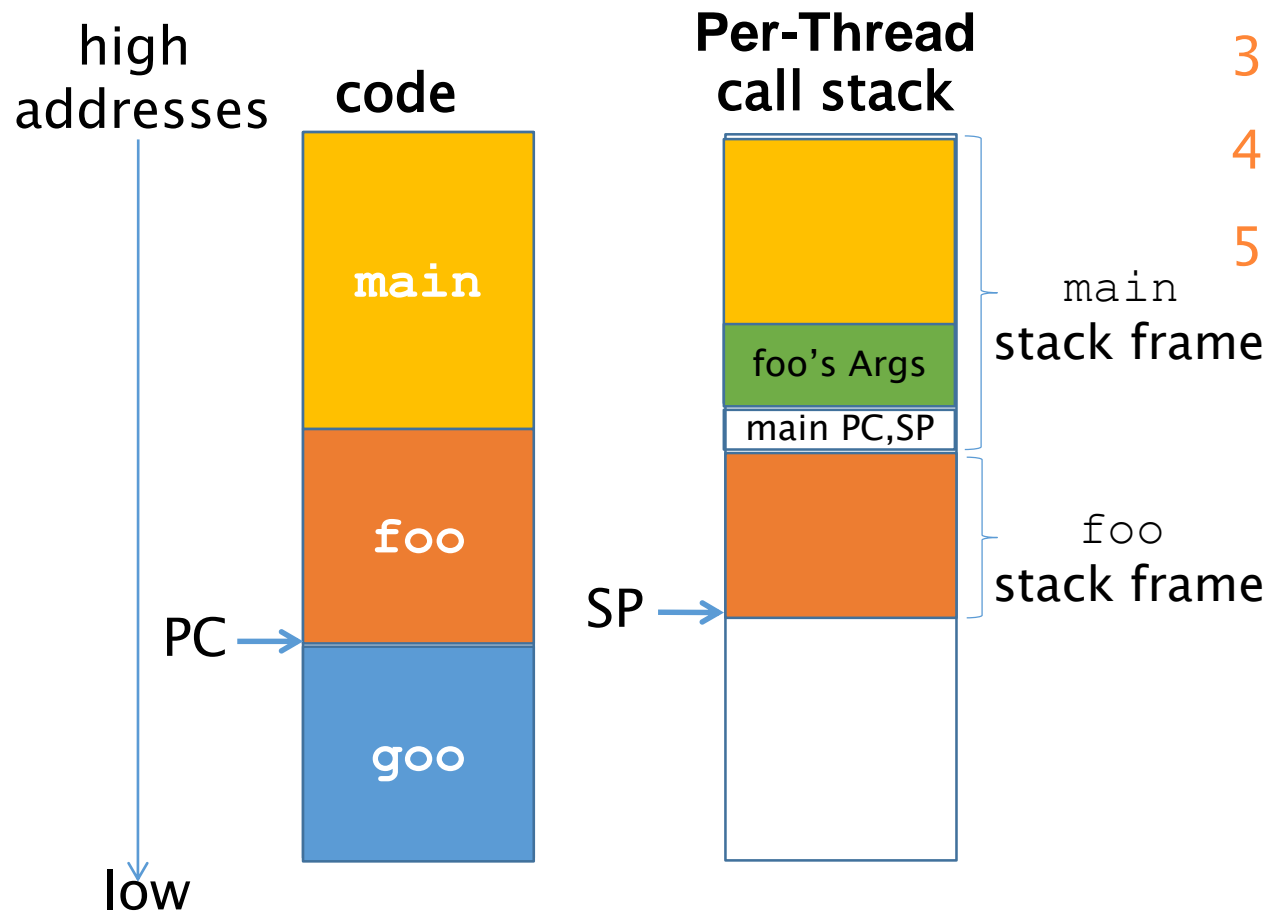 high
addresses
code
Per-Thread
call stack
3
4
5
main
foo's Args
main PC,SP
main
stack frame
foo
foo
stack frame
PC
SP
goo
low